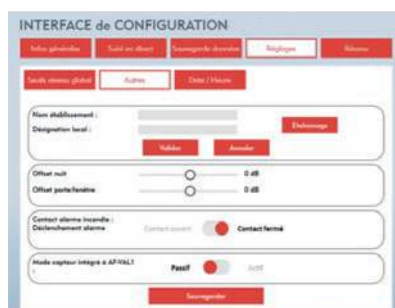 INTERFACE de CONFIGURATION
Infos générales Suivi en direct Sauvegarde données Réglages Réseau
Seuils niveau global Autres Date / Heure
Nom établissement :
Désignation local :
Etalonnage
Valider Annuler
Offset nuit 0 dB
Offset porte/fenêtre 0 dB
Contact alarme incendie :
Déclenchement alarme Contact ouvert Contact fermé
Mode capteur intégré à AF-VAL1
: Passif Actif
Sauvegarder